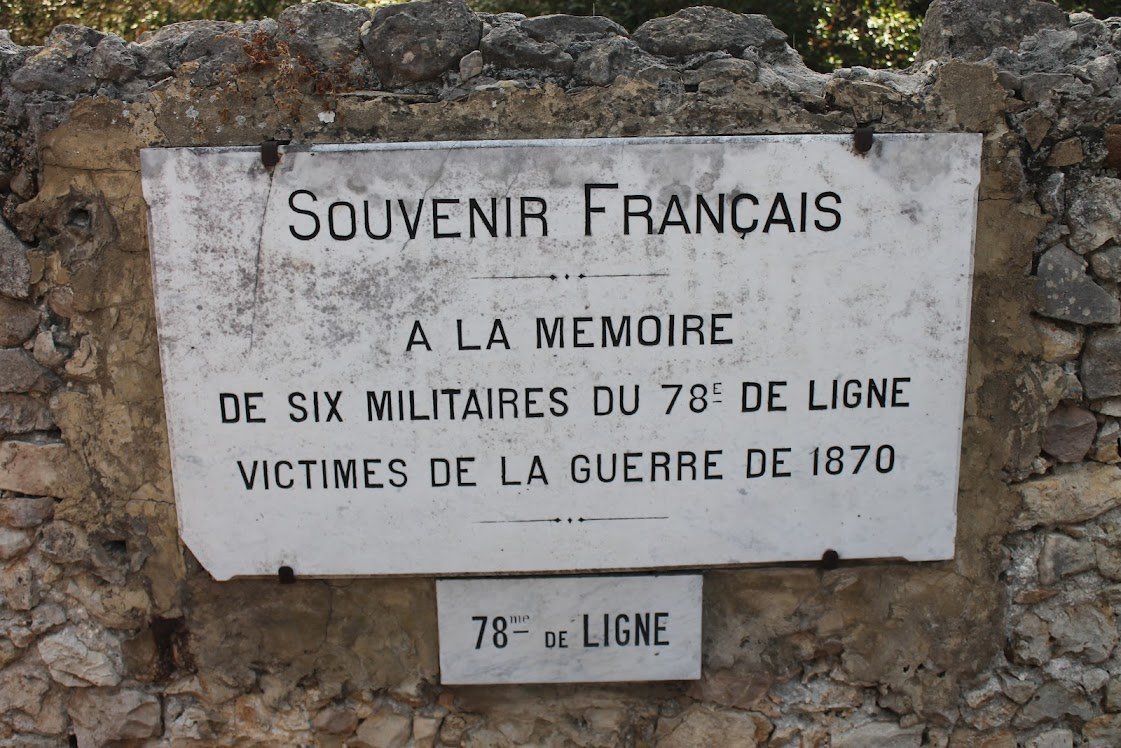 SOUVENIR FRANÇAIS
A LA MEMOIRE
DE SIX MILITAIRES DU 78E DE LIGNE
VICTIMES DE LA GUERRE DE 1870
78me DE LIGNE